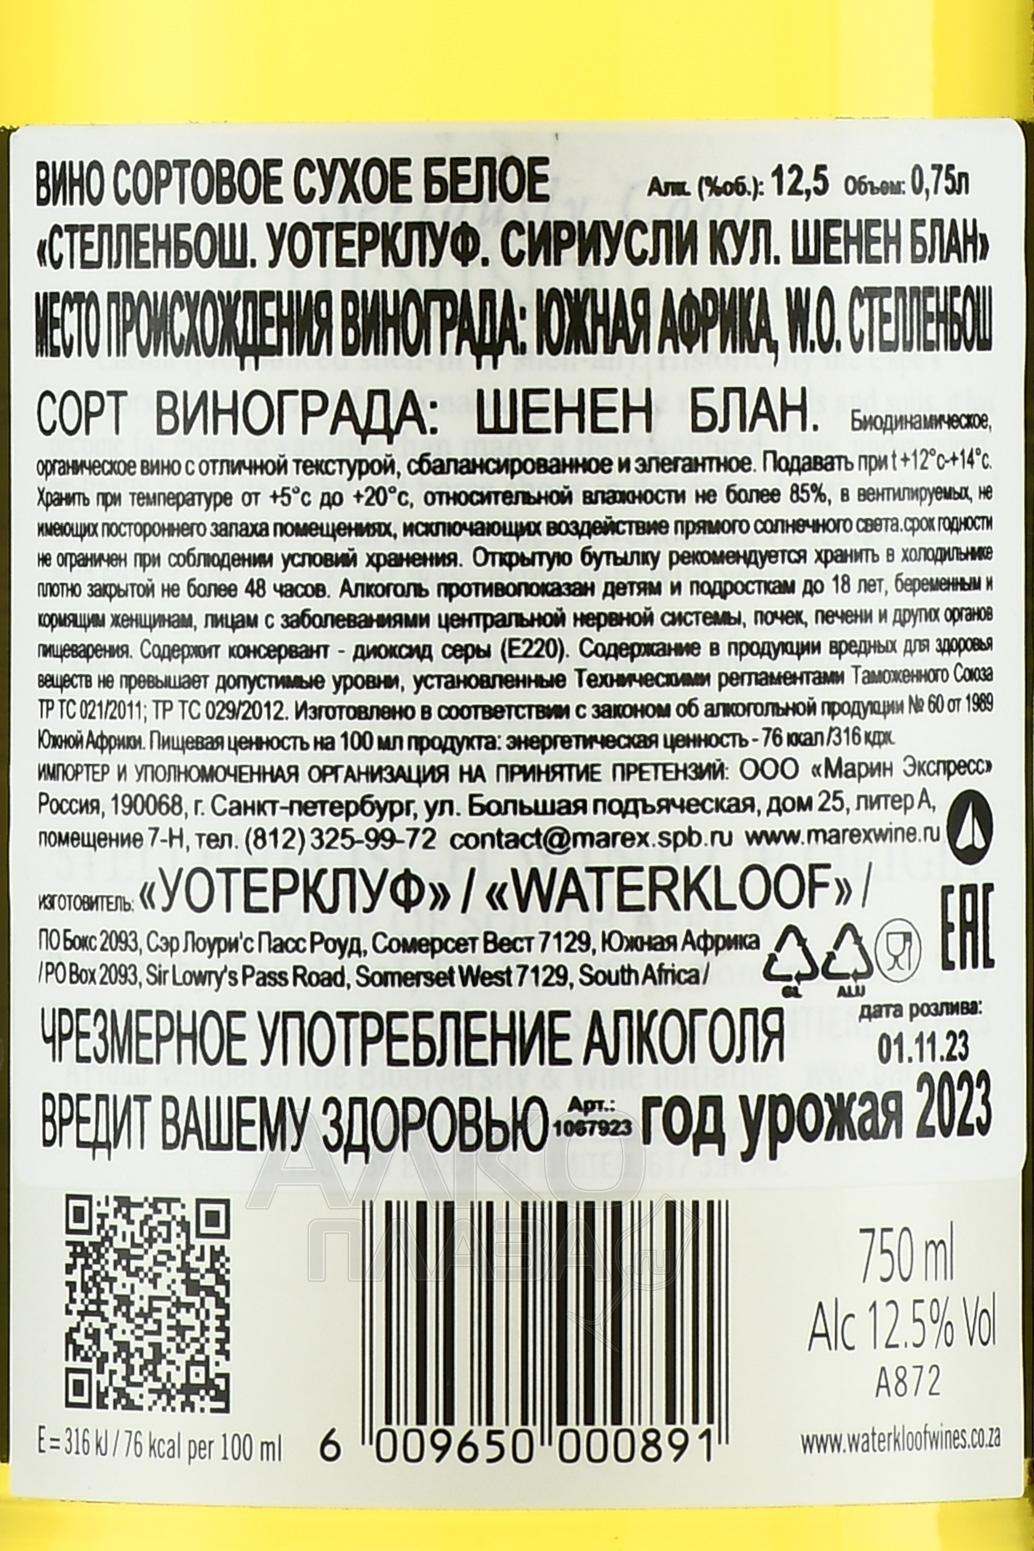 ВИНО СОРТОВОЕ СУХОЕ БЕЛОЕ Алк. (%об.): 12,5 Объем: 0,75л
«СТЕЛЛЕНБОШ. УОТЕРКЛУФ. СИРИУСЛИ КУЛ. ШЕНЕН БЛАН»
МЕСТО ПРОИСХОЖДЕНИЯ ВИНОГРАДА: ЮЖНАЯ АФРИКА, W.O. СТЕЛЛЕНБОШ
СОРТ ВИНОГРАДА: ШЕНЕН БЛАН. Биодинамическое,
органическое вино с отличной текстурой, сбалансированное и элегантное. Подавать при t +12°c-+14°c.
Хранить при температуре от +5°c до +20°c, относительной влажности не более 85%, в вентилируемых, не
имеющих постороннего запаха помещениях, исключающих воздействие прямого солнечного света.срок годности
не ограничен при соблюдении условий хранения. Открытую бутылку рекомендуется хранить в холодильнике
плотно закрытой не более 48 часов. Алкоголь противопоказан детям и подросткам до 18 лет, беременным и
кормящим женщинам, лицам с заболеваниями центральной нервной системы, почек, печени и других органов
пищеварения. Содержит консервант - диоксид серы (E220). Содержание в продукции вредных для здоровья
веществ не превышает допустимые уровни, установленные Техническими регламентами Таможенного Союза
ТР ТС 021/2011; ТР ТС 029/2012. Изготовлено в соответствии с законом об алкогольной продукции № 60 от 1989
Южной Африки. Пищевая ценность на 100 мл продукта: энергетическая ценность - 76 ккал /316 кдж.
ИМПОРТЕР И УПОЛНОМОЧЕННАЯ ОРГАНИЗАЦИЯ НА ПРИНЯТИЕ ПРЕТЕНЗИЙ: ООО «Марин Экспресс»
Россия, 190068, г. Санкт-петербург, ул. Большая подъяческая, дом 25, литер А,
помещение 7-Н, тел. (812) 325-99-72 contact@marex.spb.ru www.marexwine.ru
ИЗГОТОВИТЕЛЬ: «УОТЕРКЛУФ» / «WATERKLOOF» /
ПО Бокс 2093, Сэр Лоури'с Пасс Роуд, Сомерсет Вест 7129, Южная Африка
/ PO Box 2093, Sir Lowry's Pass Road, Somerset West 7129, South Africa /
GL ALU EAC
ЧРЕЗМЕРНОЕ УПОТРЕБЛЕНИЕ АЛКОГОЛЯ дата розлива:
01.11.23
ВРЕДИТ ВАШЕМУ ЗДОРОВЬЮ Арт.: 1067923 год урожая 2023
АЛКО
ПЛАЗА.ru
750 ml
Alc 12.5% Vol
A872
E = 316 kJ / 76 kcal per 100 ml
6 009650 000891
www.waterkloofwines.co.za